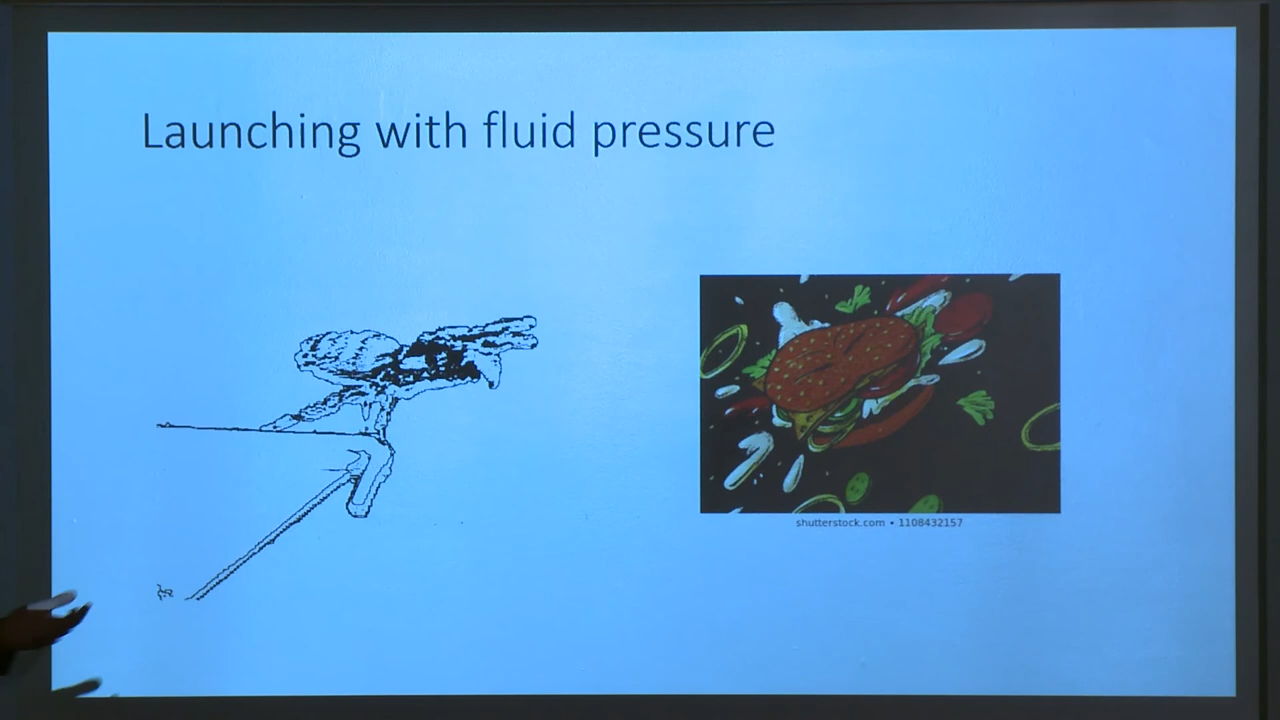 Launching with fluid pressure
shutterstock.com • 1108432157